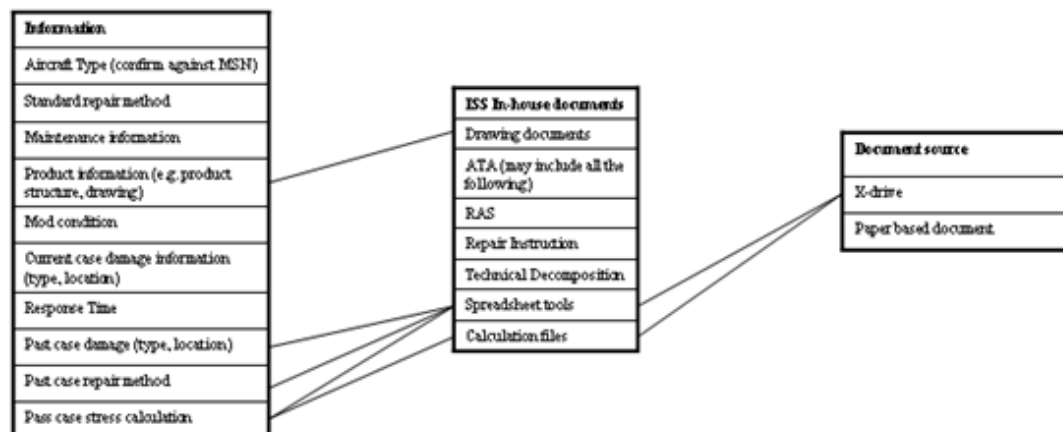 Information
Aircraft Type (confirm against MSN)
Standard repair method
Maintenance information
Product information (e.g. product
structure, drawing)
Mod condition
Current case damage information
(type, location)
Response Time
Past case damage (type, location)
Past case repair method
Pass case stress calculation
ISS In-house documents
Drawing documents
ATA (may include all the
following)
RAS
Repair Instruction
Technical Decomposition
Spreadsheet tools
Calculation files
Document source
X-drive
Paper based document